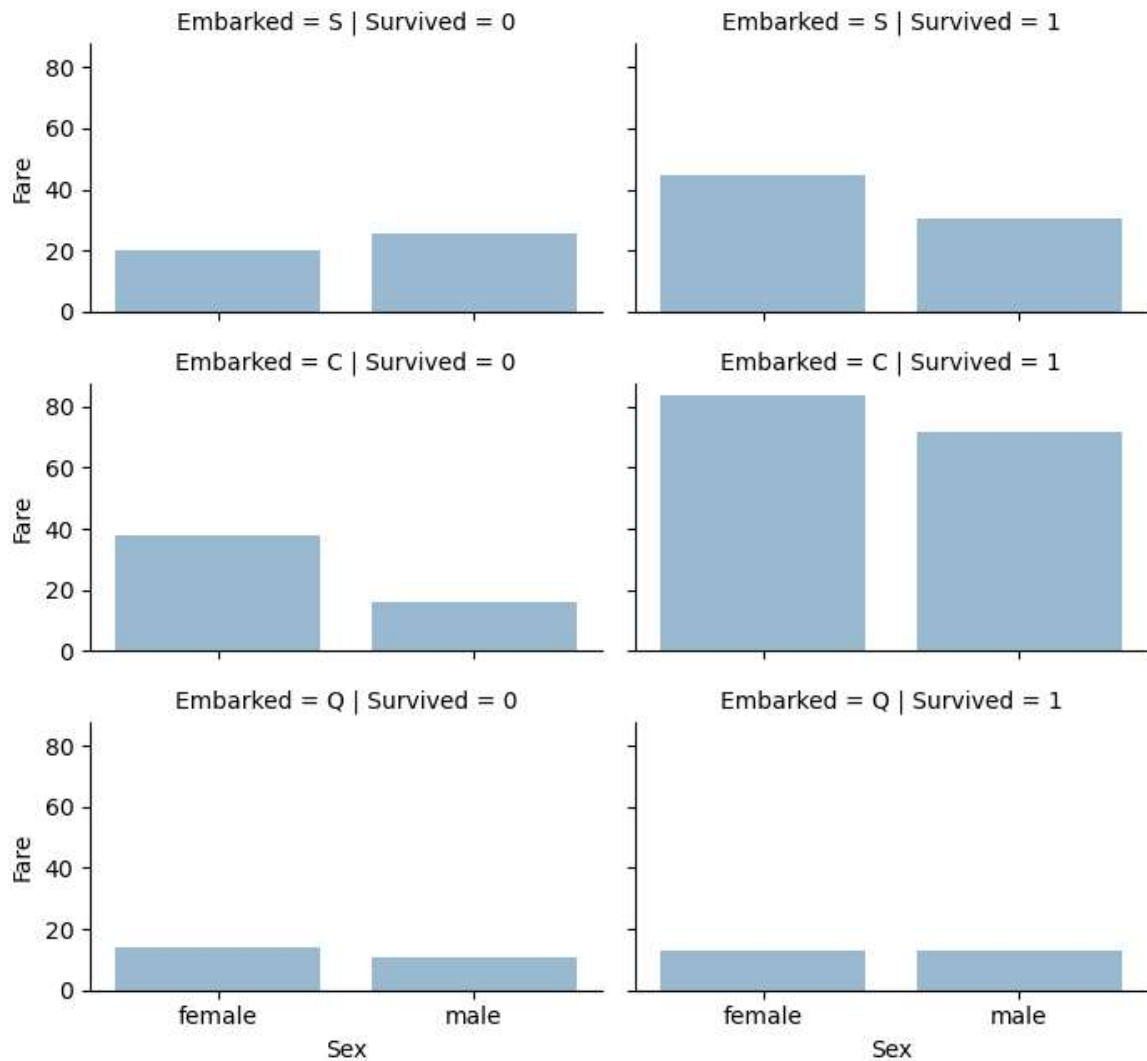 Embarked = S | Survived = 0
Embarked = S | Survived = 1
80
60
40
20
0
Fare
Embarked = C | Survived = 0
Embarked = C | Survived = 1
80
60
40
20
0
Fare
Embarked = Q | Survived = 0
Embarked = Q | Survived = 1
80
60
40
20
0
Fare
female
male
female
male
Sex
Sex